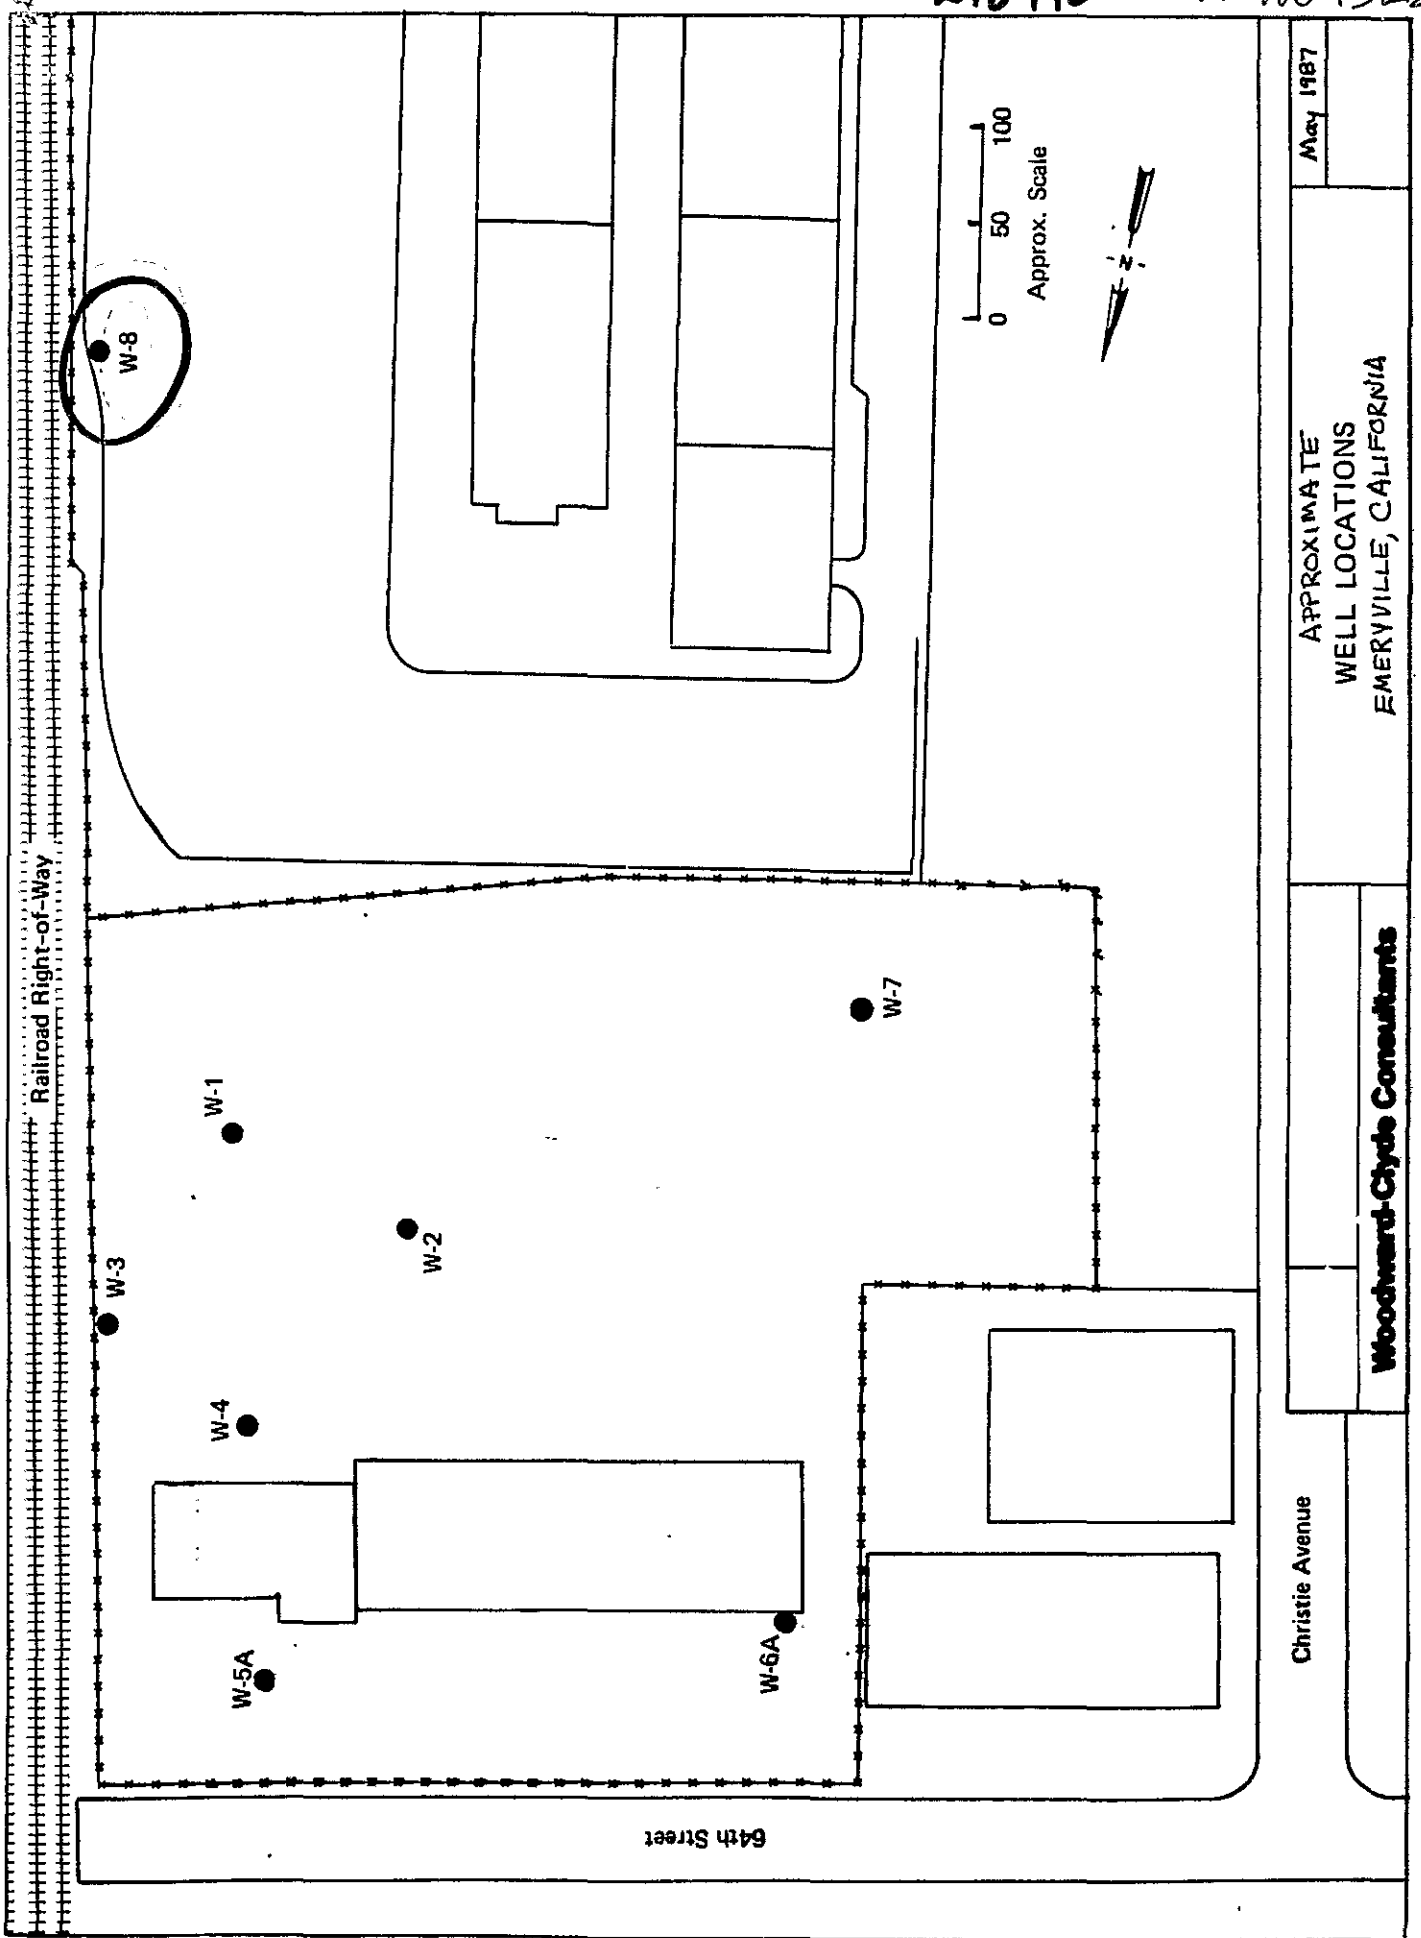 Railroad Right-of-Way
W-8
W-3
W-1
W-4
W-2
W-5A
W-6A
W-7
0 50 100
Approx. Scale
N
64th Street
Christie Avenue
Woodward-Clyde Consultants
APPROXIMATE
WELL LOCATIONS
EMERYVILLE, CALIFORNIA
May 1987